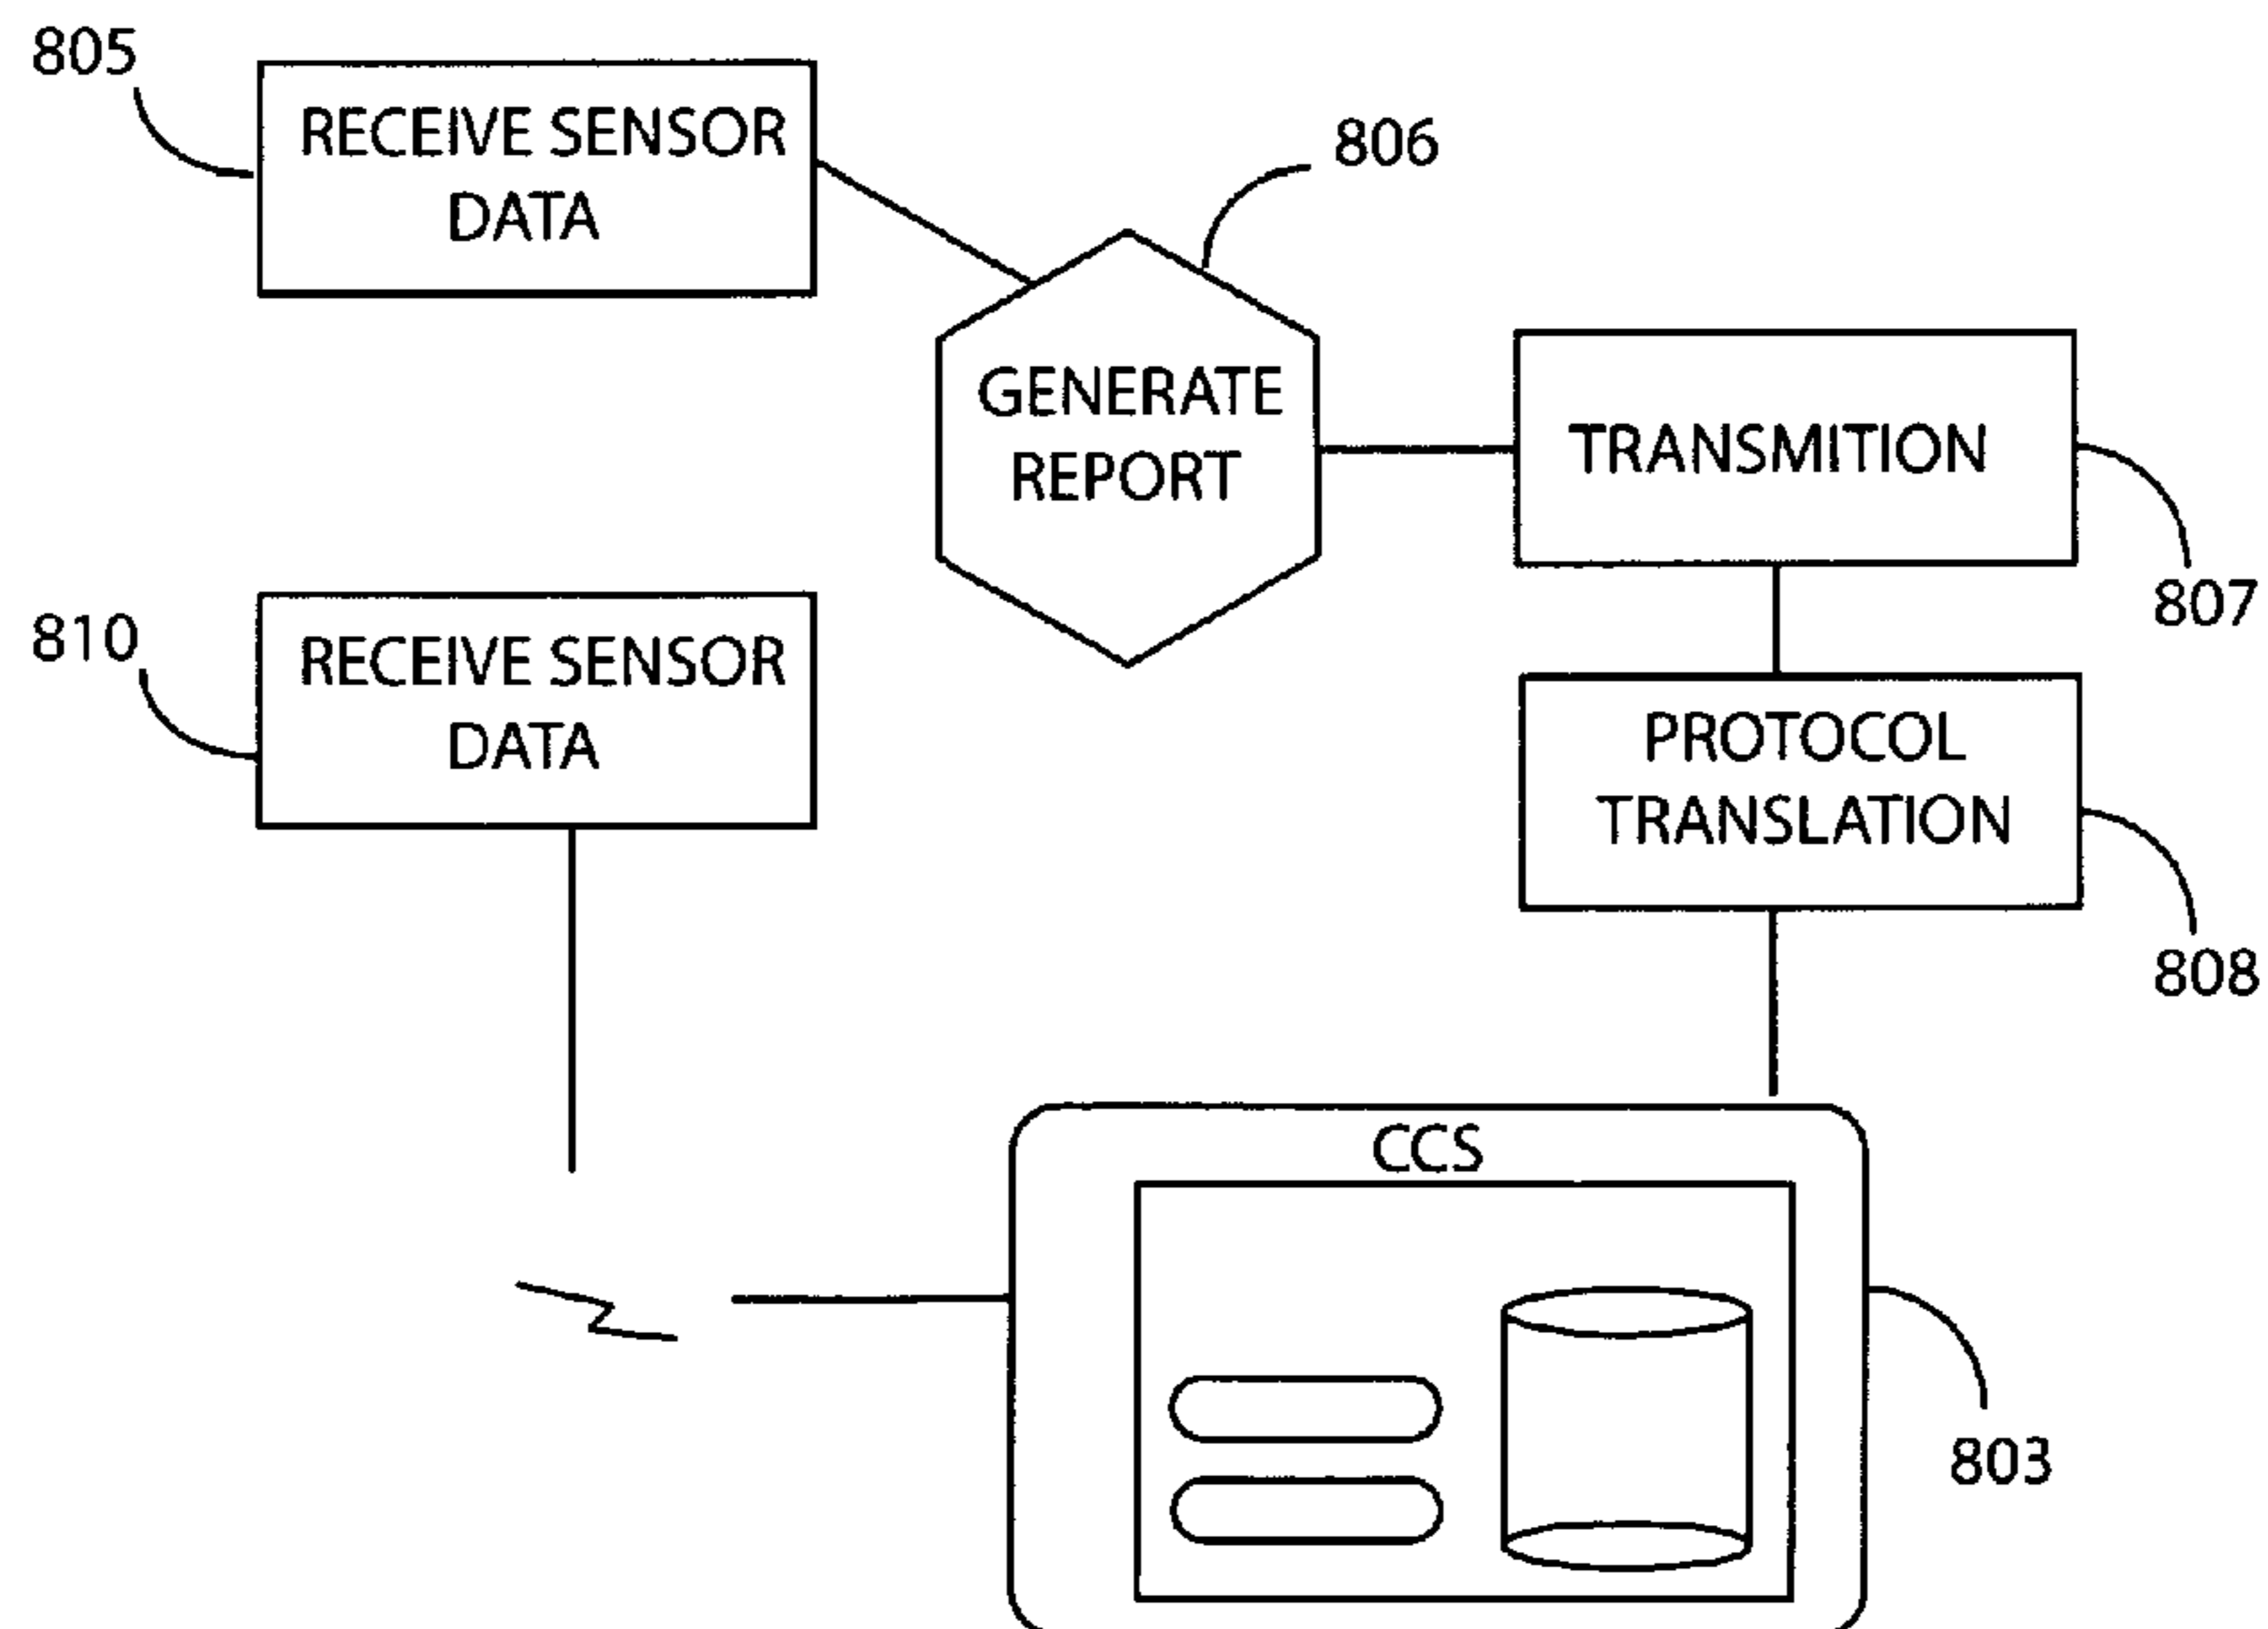 805
RECEIVE SENSOR
DATA
806
GENERATE
REPORT
TRANSMITION
807
810
RECEIVE SENSOR
DATA
PROTOCOL
TRANSLATION
808
CCS
803